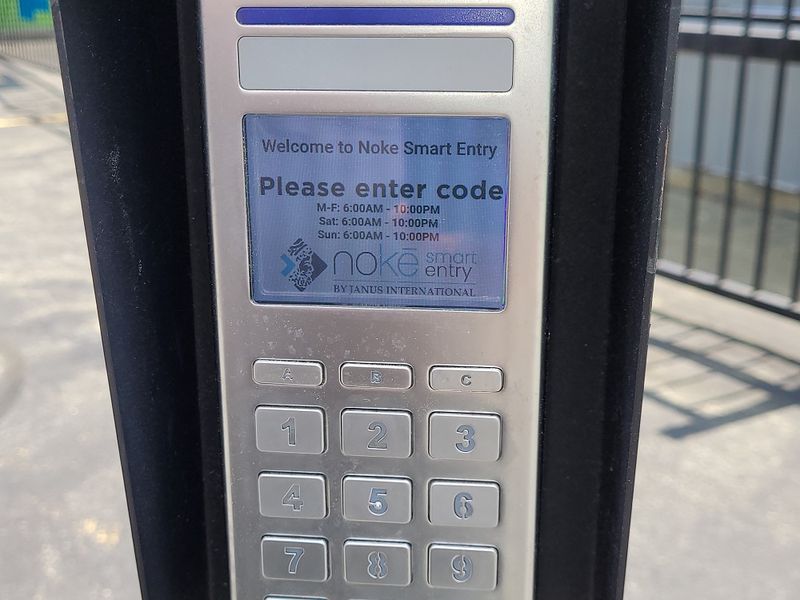 Welcome to Noke Smart Entry
Please enter code
M-F: 6:00AM - 10:00PM
Sat: 6:00AM - 10:00PM
Sun: 6:00AM - 10:00PM
nokē smart
entry
BY JANUS INTERNATIONAL
A B C
1 2 3
4 5 6
7 8 9